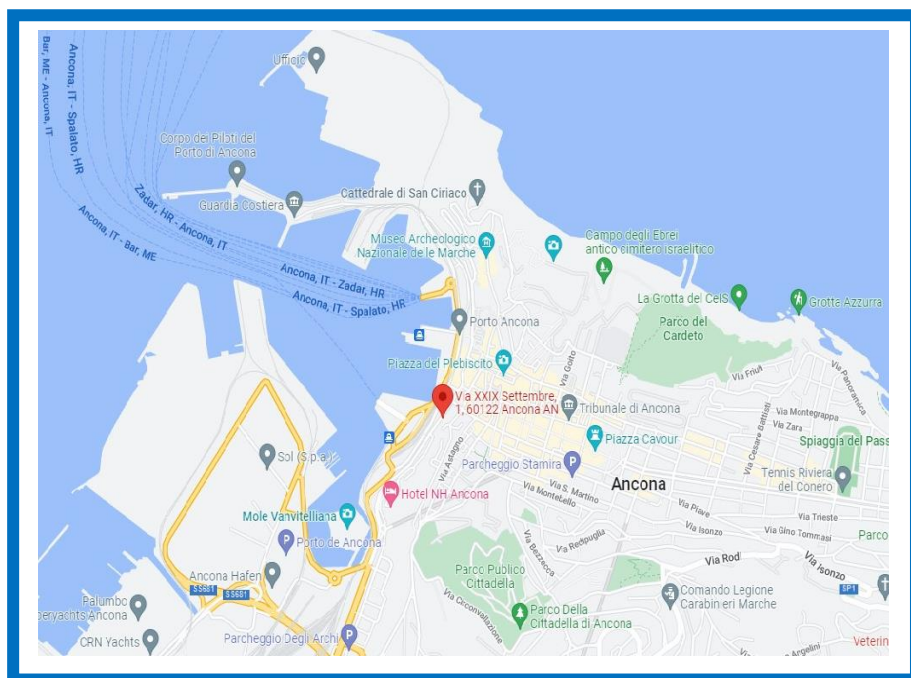 Ufficio
Bar, ME - Ancona, IT
Ancona, IT - Spalato, HR
Corpo dei Piloti del
Porto di Ancona
Guardia Costiera
Cattedrale di San Ciriaco
Zadar, HR - Ancona, IT
Ancona, IT - Bar, ME
Museo Archeologico
Nazionale delle Marche
Campo degli Ebrei
antico cimitero israelitico
Ancona, IT - Zadar, HR
Ancona, IT - Spalato, HR
La Grotta del CelS
Grotta Azzurra
Porto Ancona
Parco del
Cardeto
Piazza del Plebiscito
Via Goito
Via Friuli
Via Panoramica
Via XXIX Settembre,
1, 60122 Ancona AN
Tribunale di Ancona
Via Cesare Battisti
Via Montegrappa
Via Zara
Piazza Cavour
Spiaggia del Pass
Sol (S.p.a.)
Via Astagno
Parcheggio Stamira
Ancona
Tennis Riviera
del Conero
Hotel NH Ancona
Via S. Martino
Via Montebello
Via Piave
Via Trieste
Mole Vanvitelliana
Via Isonzo
Via Gino Tommasi
Parco
Porto de Ancona
Via Bezzecca
Via Redipuglia
Via Rodi
Via Isonzo
Parco Publico
Cittadella
Ancona Hafen
SS681
SS681
SP1
Comando Legione
Carabinieri Marche
Palumbo
peryachts Ancona
Parco Della
Cittadella di Ancona
Via Circonvallazione
CRN Yachts
Parcheggio Degli Archi
Veterin
Angelini